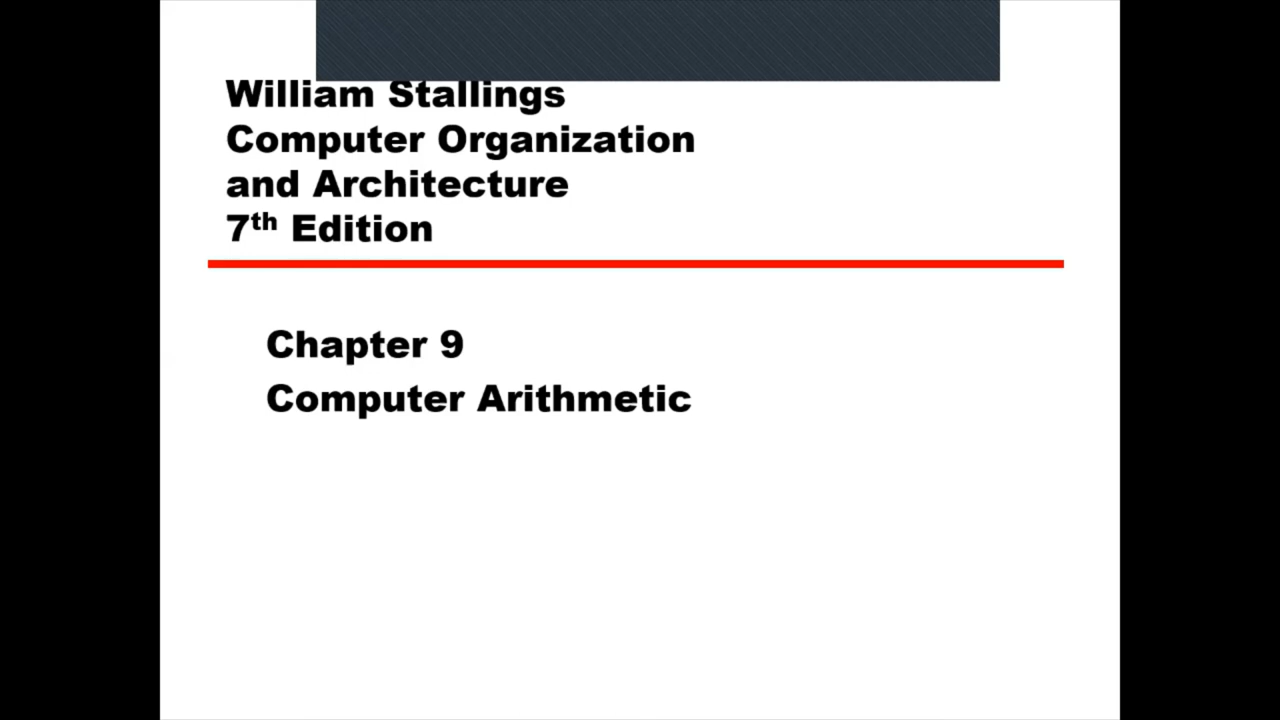 William Stallings
Computer Organization
and Architecture
7th Edition
Chapter 9
Computer Arithmetic